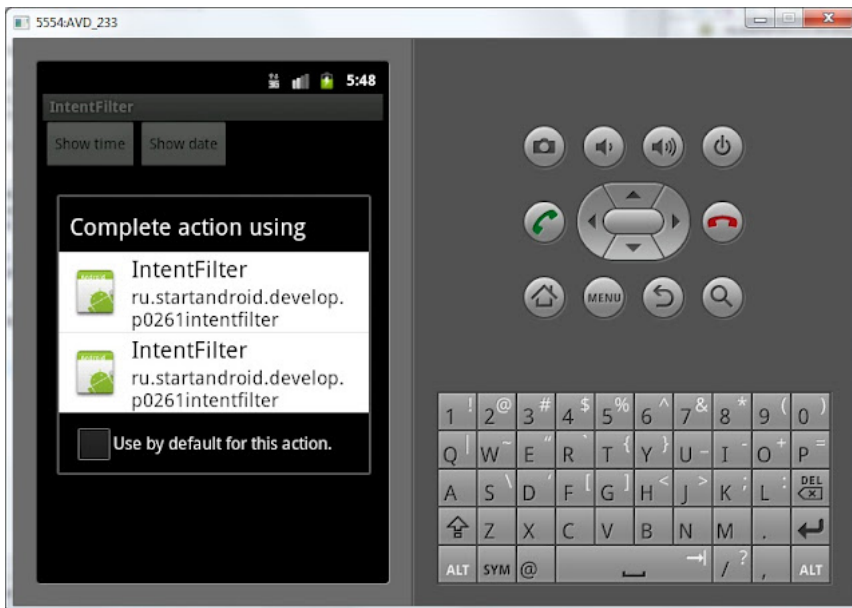 5554:AVD_233
3G 5:48
IntentFilter
Show time Show date
Complete action using
IntentFilter
ru.startandroid.develop.
p0261intentfilter
IntentFilter
ru.startandroid.develop.
p0261intentfilter
Use by default for this action.
MENU
1 ! 2 @ 3 # 4 $ 5 % 6 ^ 7 & 8 * 9 ( 0 )
Q | W ~ E " R ` T { Y } U - I - O + P =
A S \ D ' F [ G ] H < J > K ; L : DEL
Z X C V B N M .
ALT SYM @ / ? , ALT